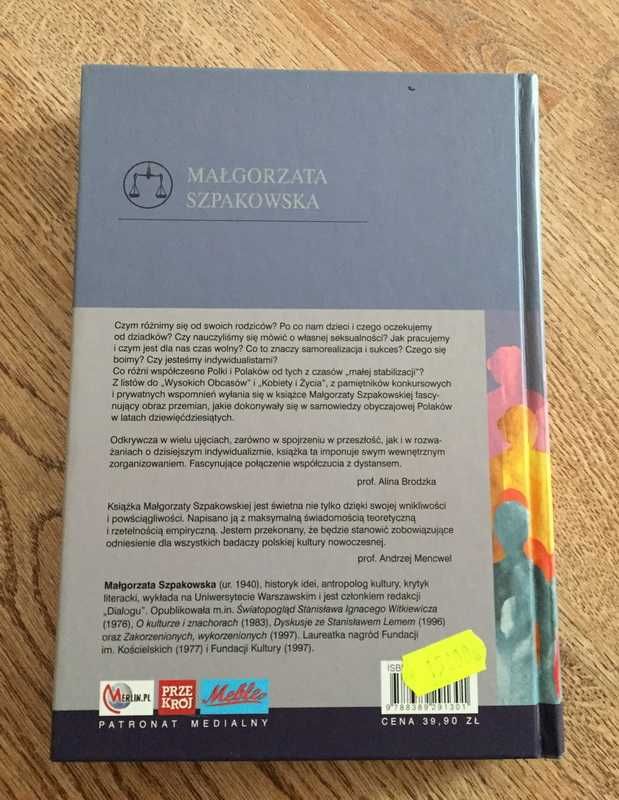 MAŁGORZATA
SZPAKOWSKA
Czym różnimy się od swoich rodziców? Po co nam dzieci i czego oczekujemy
od dziadków? Czy nauczyliśmy się mówić o własnej seksualności? Jak pracujemy
i czym jest dla nas czas wolny? Co to znaczy samorealizacja i sukces? Czego się
boimy? Czy jesteśmy indywidualistami?
Co różni współczesne Polki i Polaków od tych z czasów „małej stabilizacji”?
Z listów do „Wysokich Obcasów” i „Kobiety i Życia”, z pamiętników konkursowych
i prywatnych wspomnień wyłania się w książce Małgorzaty Szpakowskiej fascy-
nujący obraz przemian, jakie dokonywały się w samowiedzy obyczajowej Polaków
w latach dziewięćdziesiątych.
Odkrywcza w wielu ujęciach, zarówno w spojrzeniu w przeszłość, jak i w rozwa-
żaniach o dzisiejszym indywidualizmie, książka ta imponuje swym wewnętrznym
zorganizowaniem. Fascynujące połączenie współczucia z dystansem.
prof. Alina Brodzka
Książka Małgorzaty Szpakowskiej jest świetna nie tylko dzięki swojej wnikliwości
i powściągliwości. Napisano ją z maksymalną świadomością teoretyczną
i rzetelnością empiryczną. Jestem przekonany, że będzie stanowić zobowiązujące
odniesienie dla wszystkich badaczy polskiej kultury nowoczesnej.
prof. Andrzej Mencwel
Małgorzata Szpakowska (ur. 1940), historyk idei, antropolog kultury, krytyk
literacki, wykłada na Uniwersytecie Warszawskim i jest członkiem redakcji
„Dialogu”. Opublikowała m.in. Światopogląd Stanisława Ignacego Witkiewicza
(1976), O kulturze i znachorach (1983), Dyskusje ze Stanisławem Lemem (1996)
oraz Zakorzenionych, wykorzenionych (1997). Laureatka nagród Fundacji
im. Kościelskich (1977) i Fundacji Kultury (1997).
ISB
MERLIN.PL
PRZE
KRÓJ
9 788389 291301
PATRONAT MEDIALNY
CENA 39,90 ZŁ